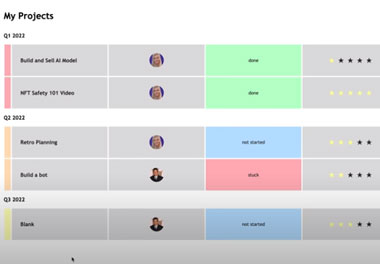 My Projects
Q1 2022
Build and Sell AI Model done
NFT Safety 101 Video done
Q2 2022
Retro Planning not started
Build a bot stuck
Q3 2022
Blank not started